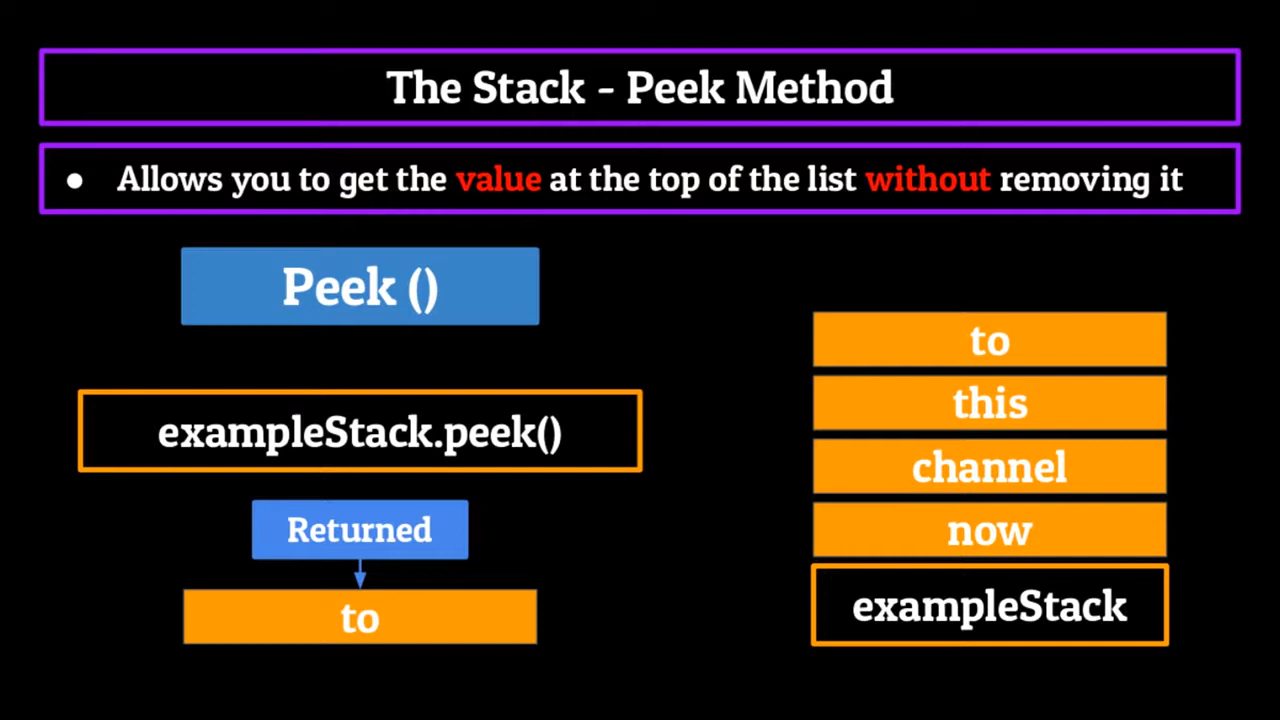 The Stack - Peek Method
● Allows you to get the value at the top of the list without removing it
Peek ()
exampleStack.peek()
Returned
to
to
this
channel
now
exampleStack